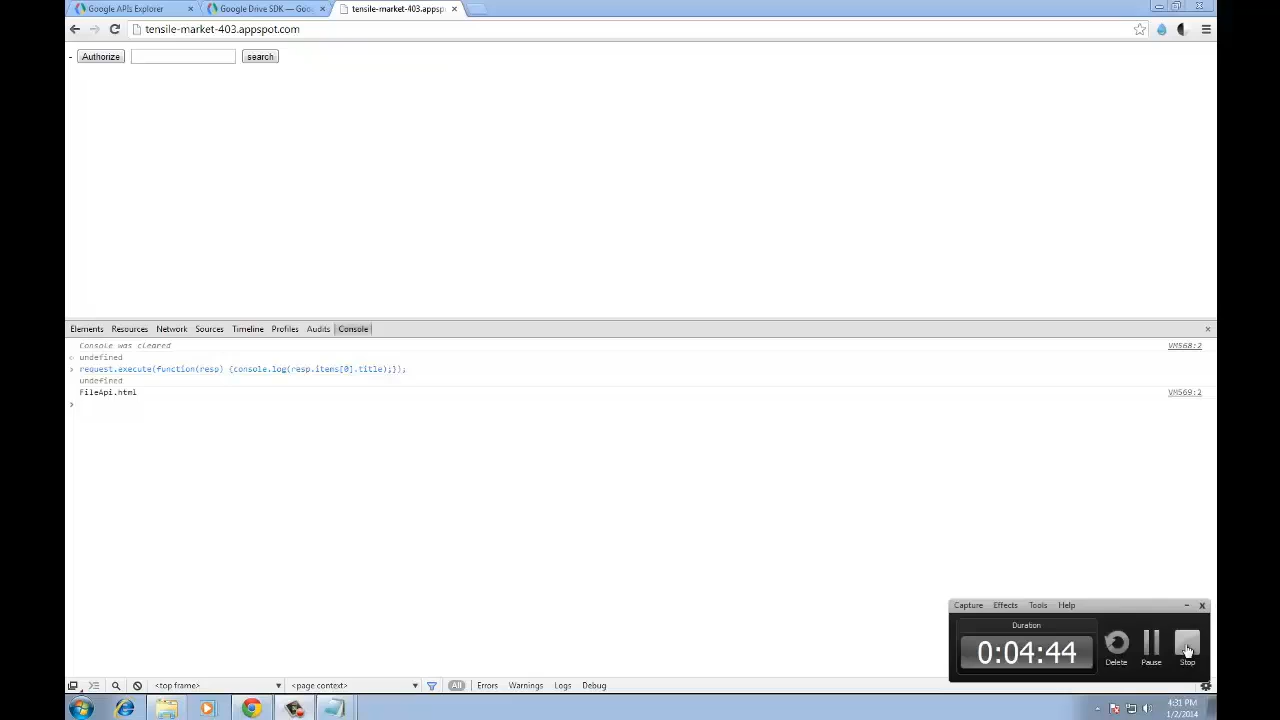 Google APIs Explorer
Google Drive SDK — Goo
tensile-market-403.appsp
tensile-market-403.appspot.com
- Authorize search
Elements Resources Network Sources Timeline Profiles Audits Console
Console was cleared VM568:2
undefined
request.execute(function(resp) {console.log(resp.items[0].title);});
undefined
FileApi.html VM569:2
Capture Effects Tools Help
Duration
0:04:44
Delete Pause Stop
<top frame> <page context> All Errors Warnings Logs Debug
4:31 PM
1/2/2014